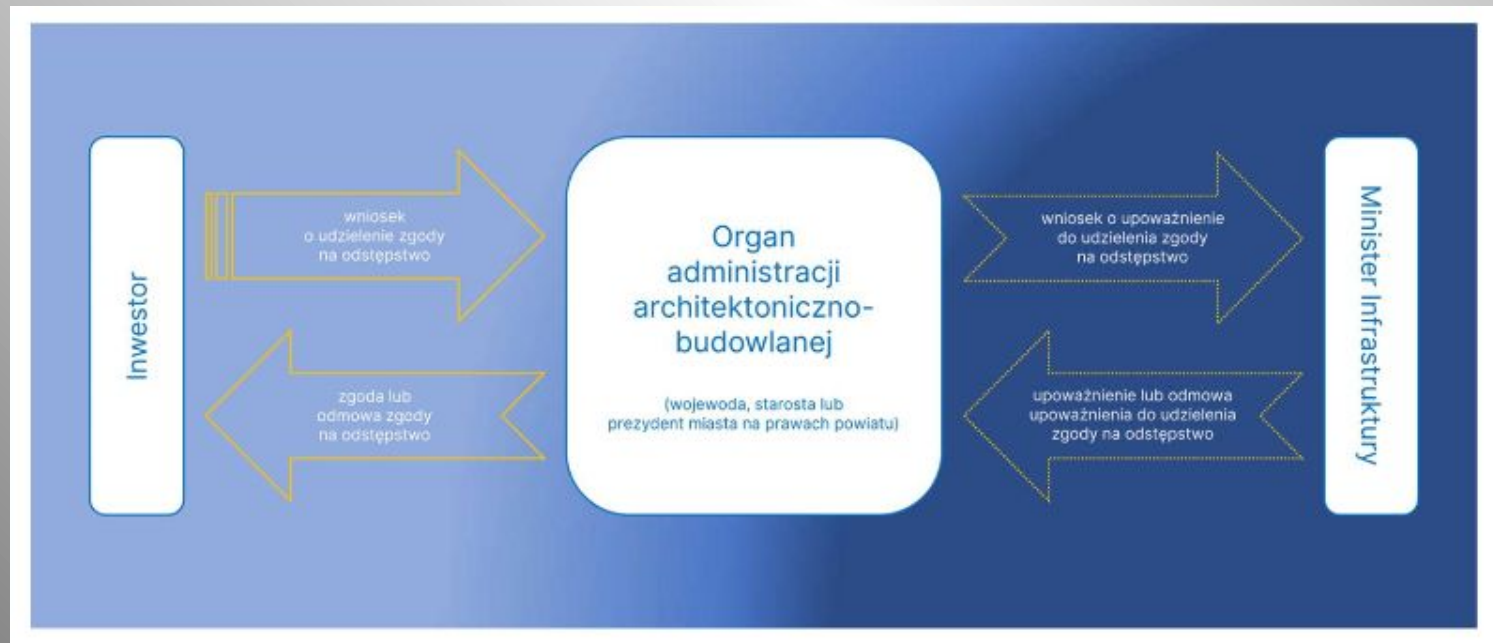 Inwestor
wniosek
o udzielenie zgody
na odstępstwo
zgoda lub
odmowa zgody
na odstępstwo
Organ
administracji
architektoniczno-
budowlanej
(wojewoda, starosta lub
prezydent miasta na prawach powiatu)
wniosek o upoważnienie
do udzielenia zgody
na odstępstwo
upoważnienie lub odmowa
upoważnienia do udzielenia
zgody na odstępstwo
Minister Infrastruktury